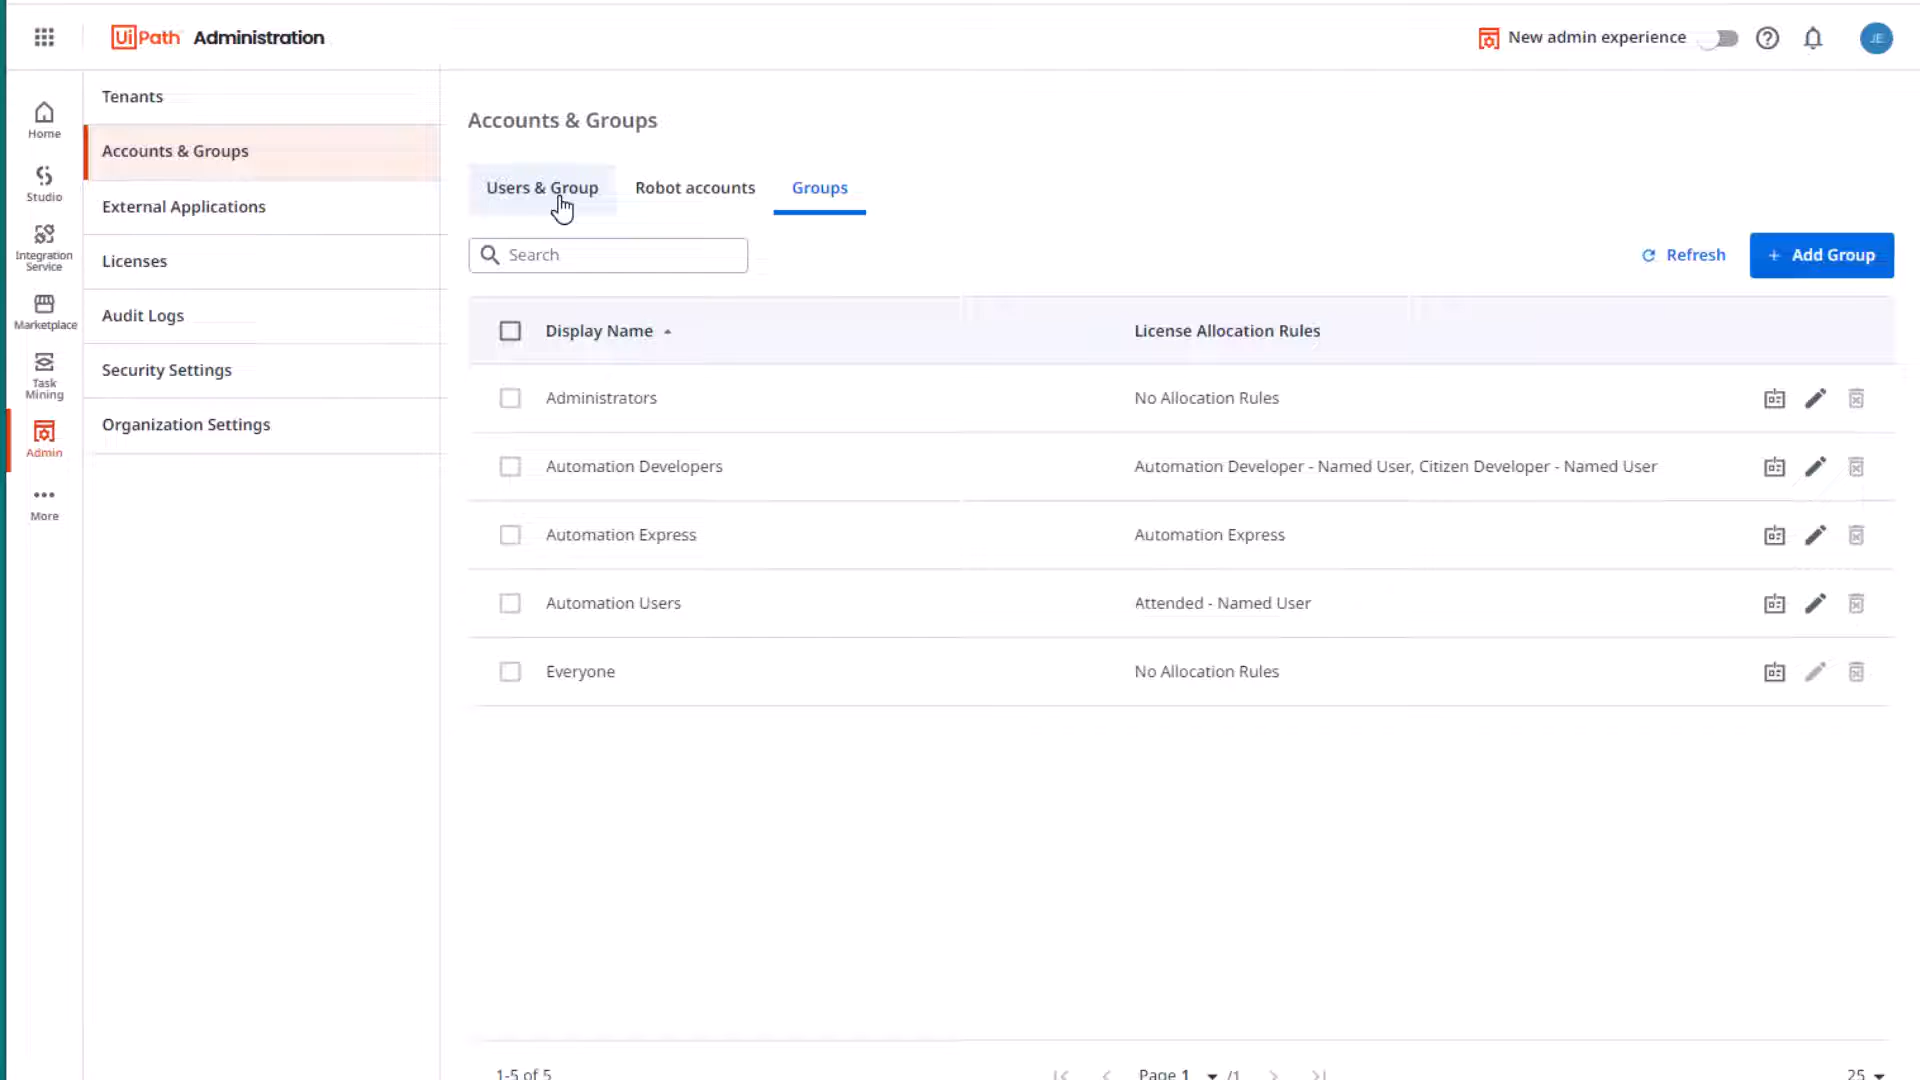 UiPath Administration
New admin experience
JE
Home
Studio
Integration
Service
Marketplace
Task
Mining
Admin
More
Tenants
Accounts & Groups
External Applications
Licenses
Audit Logs
Security Settings
Organization Settings
Accounts & Groups
Users & Group
Robot accounts
Groups
Search
Refresh
+ Add Group
Display Name
License Allocation Rules
Administrators
No Allocation Rules
Automation Developers
Automation Developer - Named User, Citizen Developer - Named User
Automation Express
Automation Express
Automation Users
Attended - Named User
Everyone
No Allocation Rules
1-5 of 5
Page 1 /1
25